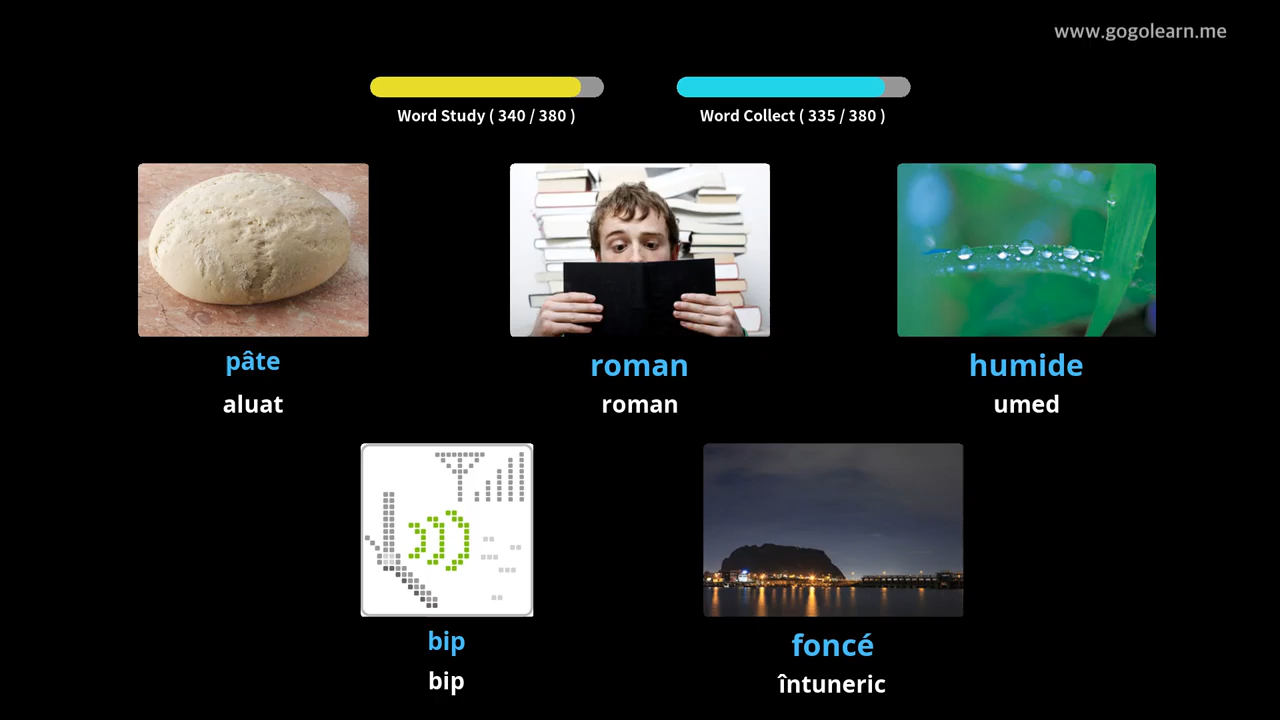 www.gogolearn.me
Word Study ( 340 / 380 )
Word Collect ( 335 / 380 )
pâte
aluat
roman
roman
humide
umed
bip
bip
foncé
întuneric